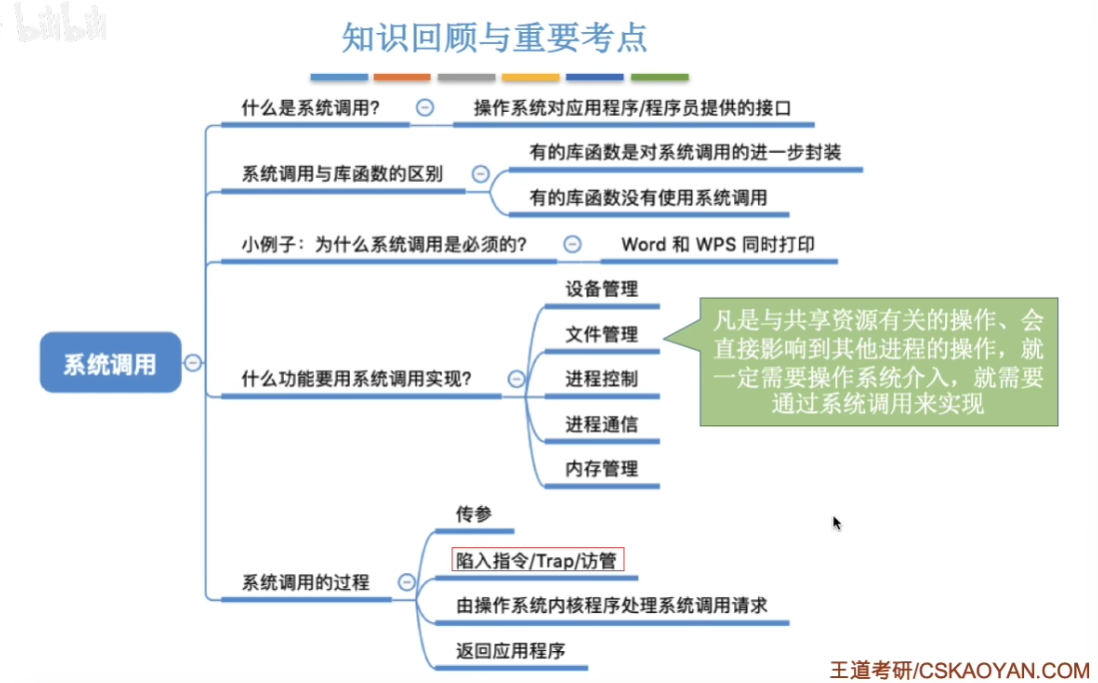 bilibili
知识回顾与重要考点
什么是系统调用?
操作系统对应用程序/程序员提供的接口
系统调用与库函数的区别
有的库函数是对系统调用的进一步封装
有的库函数没有使用系统调用
小例子：为什么系统调用是必须的?
Word 和 WPS 同时打印
系统调用
什么功能要用系统调用实现?
设备管理
文件管理
进程控制
进程通信
内存管理
凡是与共享资源有关的操作、会
直接影响到其他进程的操作，就
一定需要操作系统介入，就需要
通过系统调用来实现
系统调用的过程
传参
陷入指令/Trap/访管
由操作系统内核程序处理系统调用请求
返回应用程序
王道考研/CSKAOYAN.COM